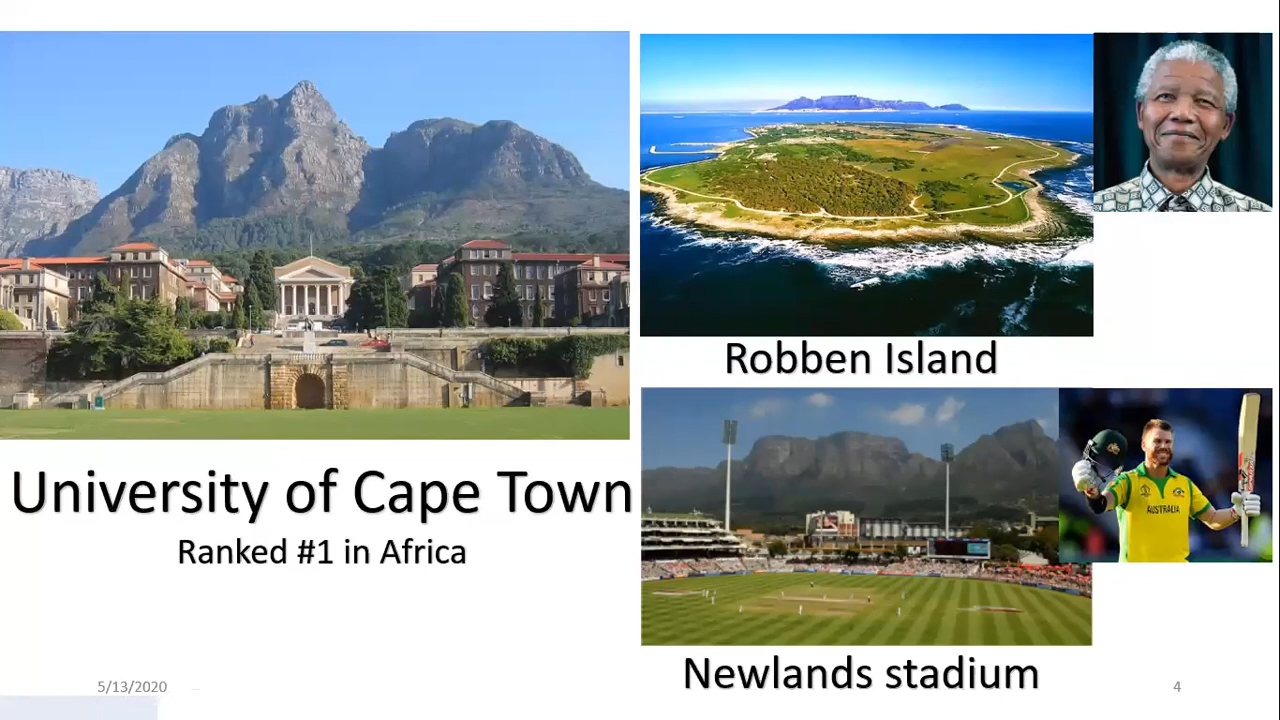 University of Cape Town
Ranked #1 in Africa
Robben Island
AUSTRALIA
Newlands stadium
5/13/2020
4